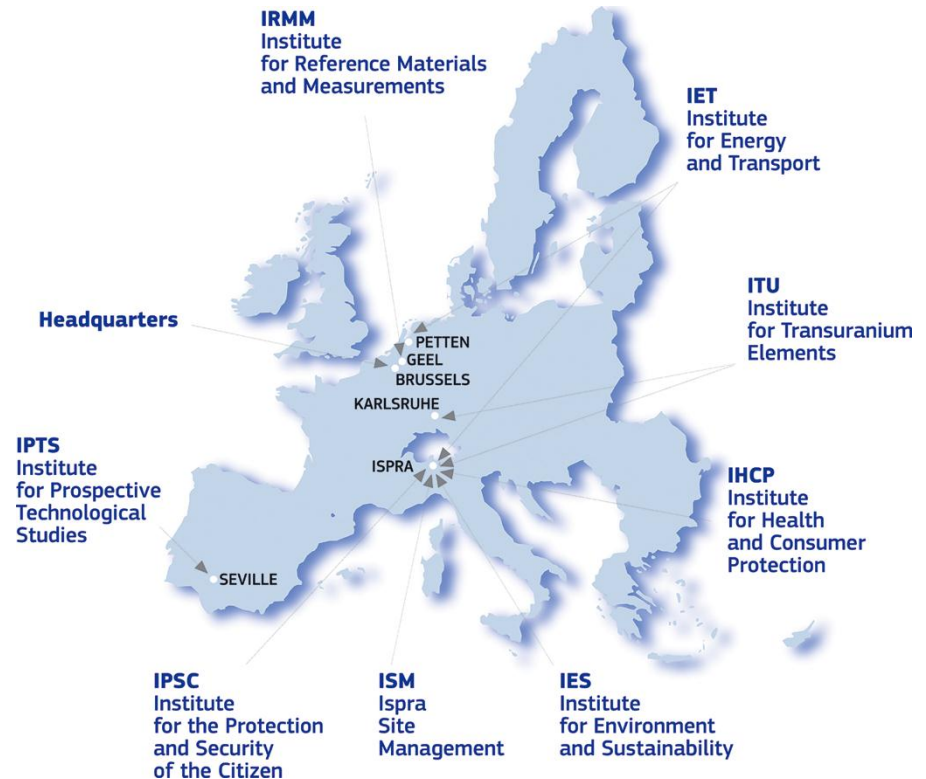 IRMM
Institute
for Reference Materials
and Measurements
IET
Institute
for Energy
and Transport
ITU
Institute
for Transuranium
Elements
Headquarters
PETTEN
GEEL
BRUSSELS
KARLSRUHE
ISPRA
IPTS
Institute
for Prospective
Technological
Studies
IHCP
Institute
for Health
and Consumer
Protection
SEVILLE
IPSC
Institute
for the Protection
and Security
of the Citizen
ISM
Ispra
Site
Management
IES
Institute
for Environment
and Sustainability